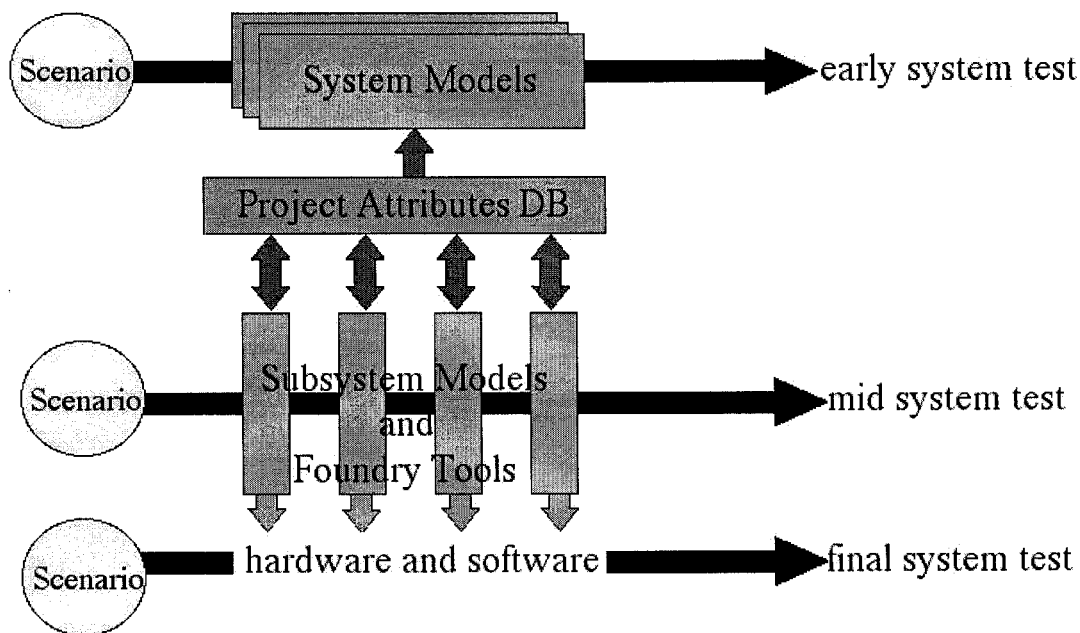 Scenario
System Models
early system test
Project Attributes DB
Scenario
Subsystem Models
and
Foundry Tools
mid system test
Scenario
hardware and software
final system test